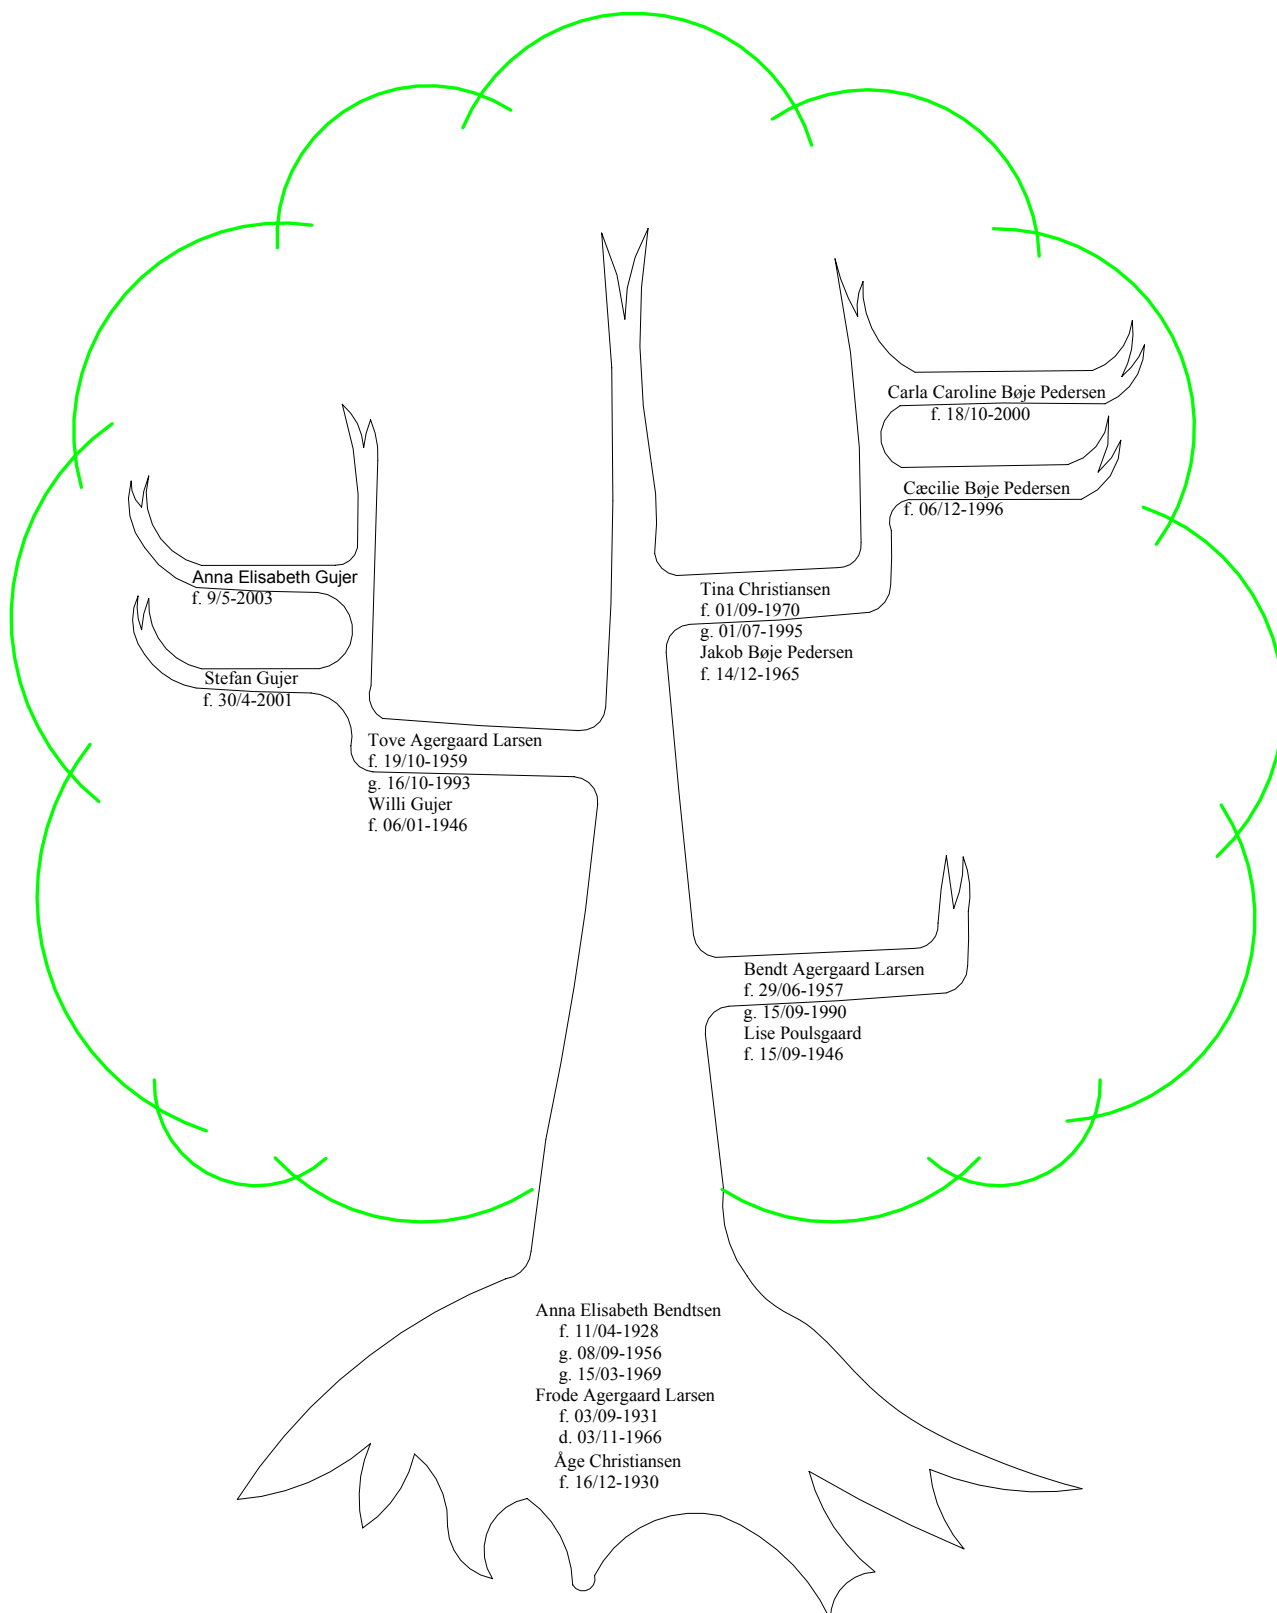 Carla Caroline Bøje Pedersen
f. 18/10-2000
Cæcilie Bøje Pedersen
f. 06/12-1996
Anna Elisabeth Gujer
f. 9/5-2003
Tina Christiansen
f. 01/09-1970
g. 01/07-1995
Jakob Bøje Pedersen
f. 14/12-1965
Stefan Gujer
f. 30/4-2001
Tove Agergaard Larsen
f. 19/10-1959
g. 16/10-1993
Willi Gujer
f. 06/01-1946
Bendt Agergaard Larsen
f. 29/06-1957
g. 15/09-1990
Lise Poulsgaard
f. 15/09-1946
Anna Elisabeth Bendtsen
f. 11/04-1928
g. 08/09-1956
g. 15/03-1969
Frode Agergaard Larsen
f. 03/09-1931
d. 03/11-1966
Åge Christiansen
f. 16/12-1930